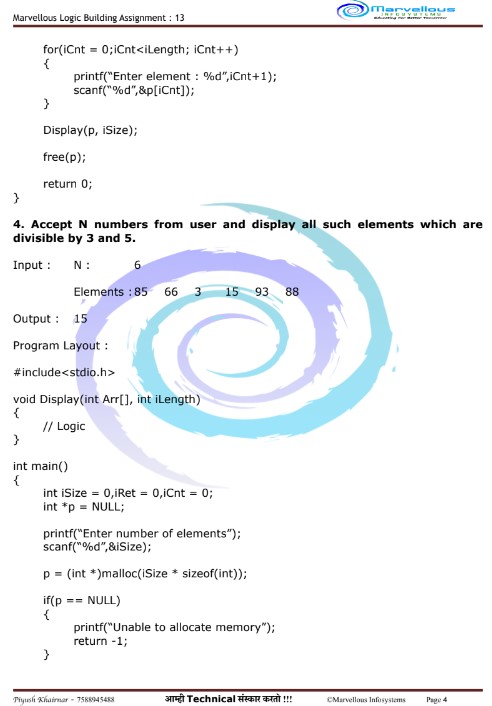 Marvellous Logic Building Assignment : 13
Marvellous
INFOSYSTEMS
Educating for Better Tomorrow
for(iCnt = 0;iCnt<iLength; iCnt++)
{
printf(“Enter element : %d”,iCnt+1);
scanf(“%d”,&p[iCnt]);
}
Display(p, iSize);
free(p);
return 0;
}
4. Accept N numbers from user and display all such elements which are
divisible by 3 and 5.
Input : N : 6
Elements : 85 66 3 15 93 88
Output : 15
Program Layout :
#include<stdio.h>
void Display(int Arr[], int iLength)
{
// Logic
}
int main()
{
int iSize = 0,iRet = 0,iCnt = 0;
int *p = NULL;
printf(“Enter number of elements”);
scanf(“%d”,&iSize);
p = (int *)malloc(iSize * sizeof(int));
if(p == NULL)
{
printf(“Unable to allocate memory”);
return -1;
}
Piyush Khairnar - 7588945488 आम्ही Technical संस्कार करतो !!! ©Marvellous Infosystems Page 4